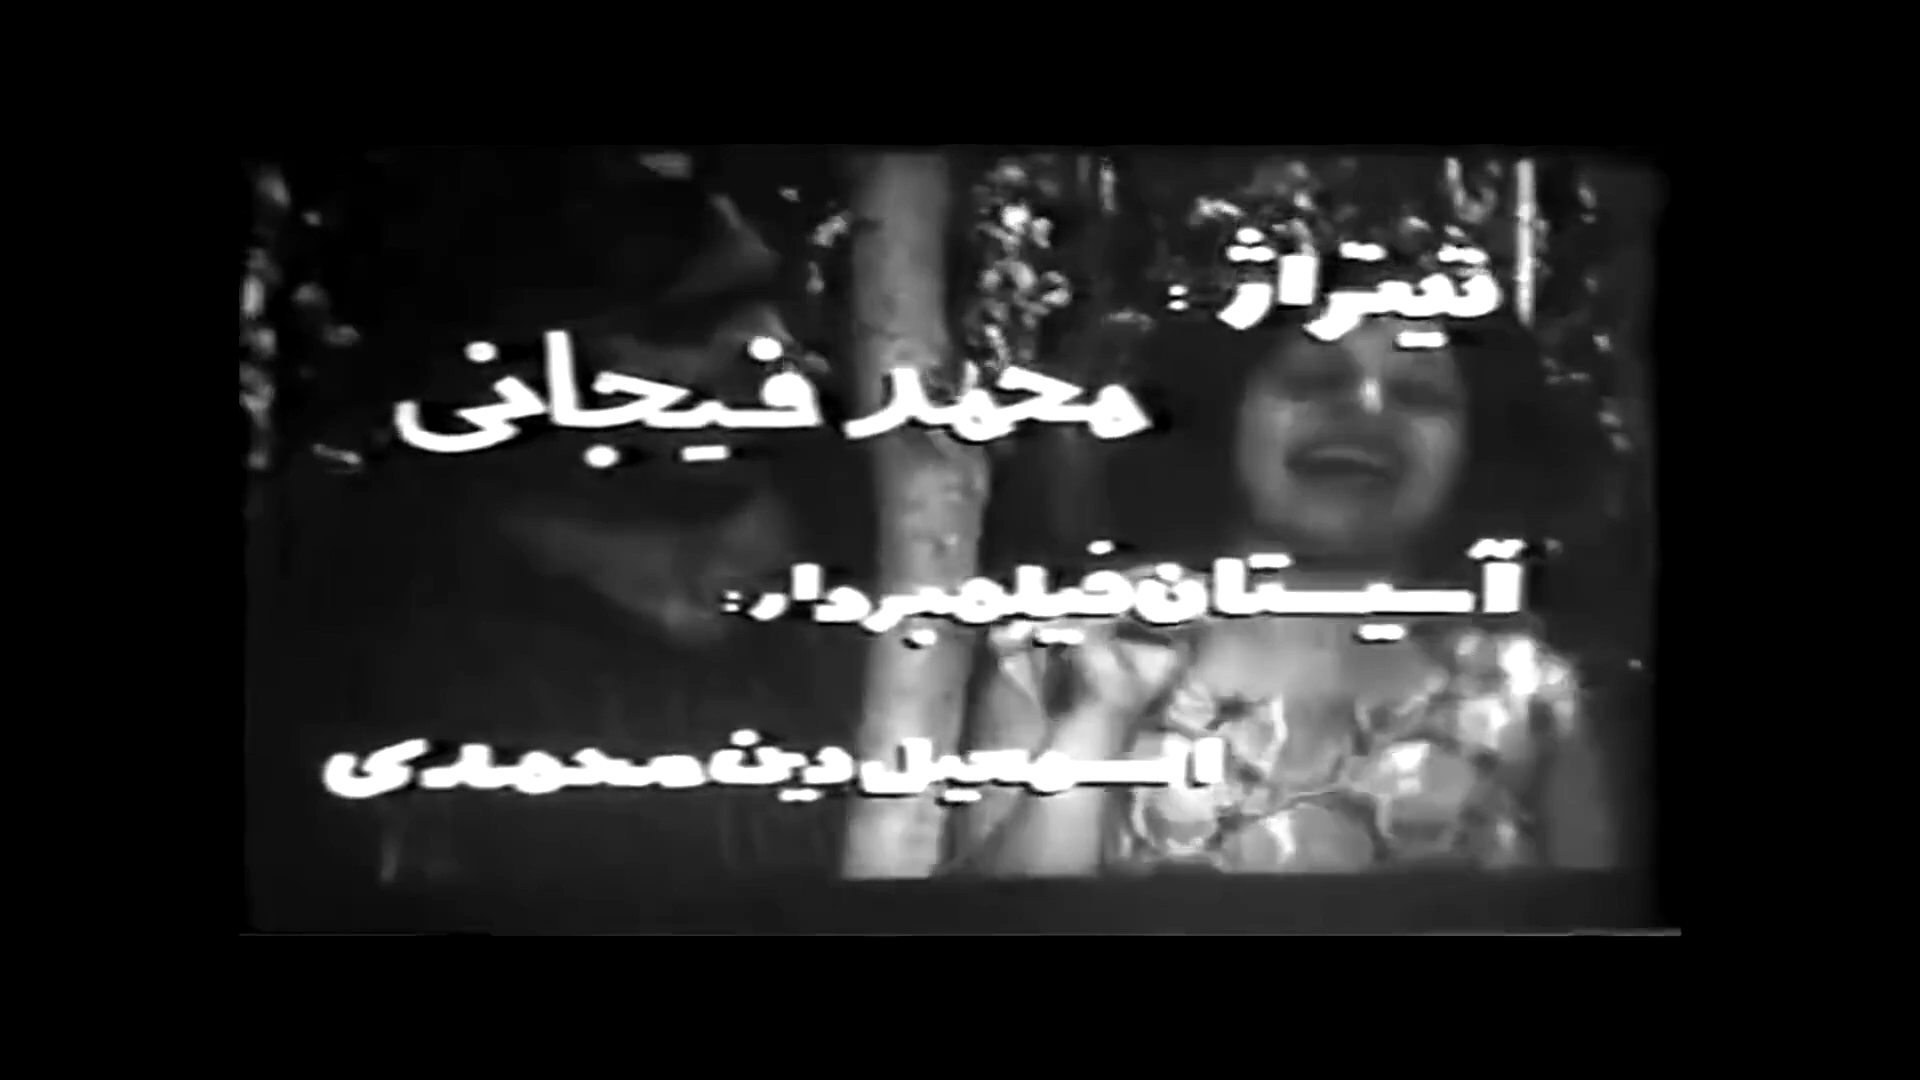 تیتراژ :
محمد فیجانی
آسیستان فیلمبردار :
اسمعیل دین محمدی